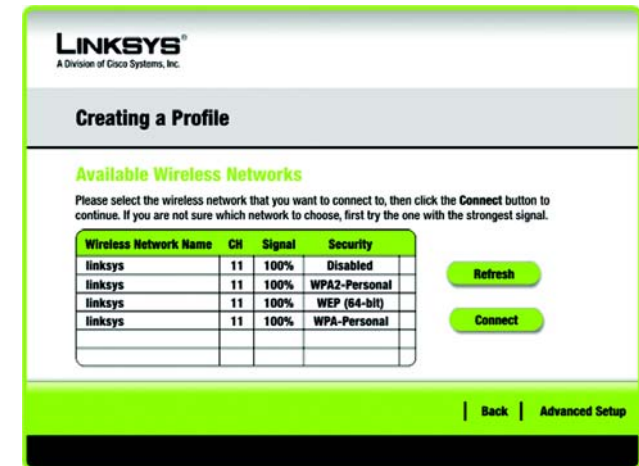 LINKSYS®
A Division of Cisco Systems, Inc.
Creating a Profile
Available Wireless Networks
Please select the wireless network that you want to connect to, then click the Connect button to
continue. If you are not sure which network to choose, first try the one with the strongest signal.
Wireless Network Name CH Signal Security
linksys 11 100% Disabled
linksys 11 100% WPA2-Personal
linksys 11 100% WEP (64-bit)
linksys 11 100% WPA-Personal
Refresh
Connect
Back Advanced Setup